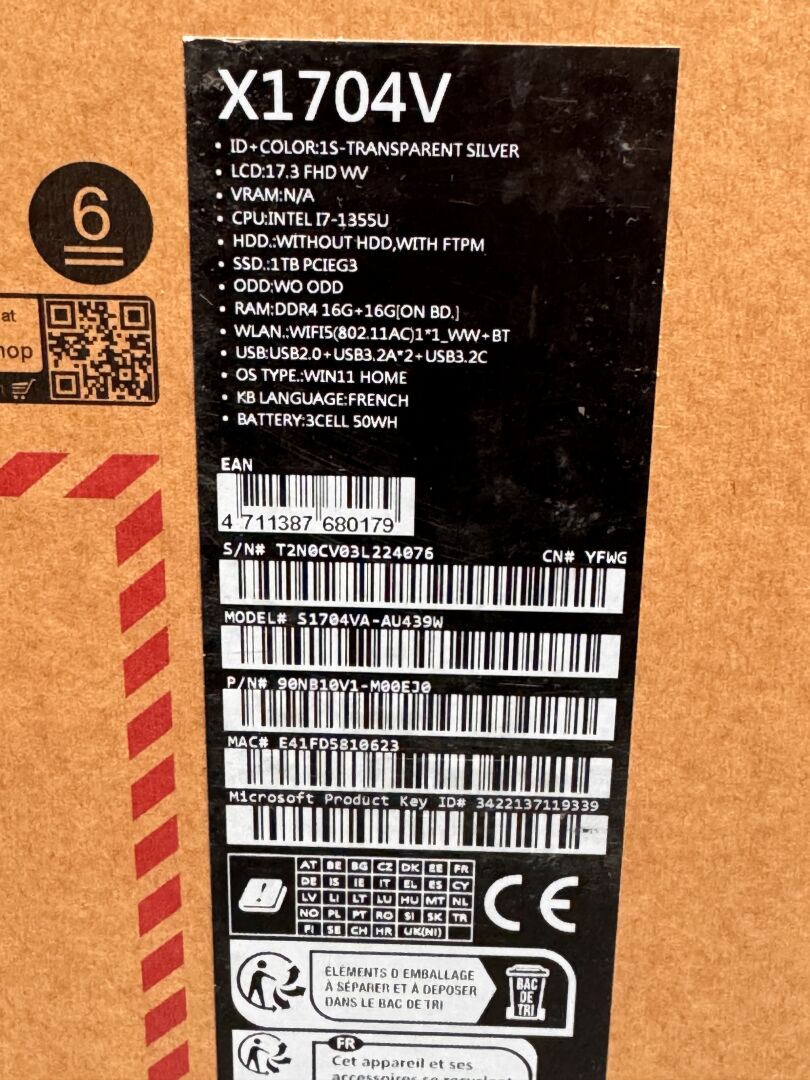 X1704V
• ID+COLOR:1S-TRANSPARENT SILVER
• LCD:17.3 FHD WV
• VRAM:N/A
• CPU:INTEL I7-1355U
• HDD.:WITHOUT HDD,WITH FTPM
• SSD.:1TB PCIEG3
• ODD:WO ODD
• RAM:DDR4 16G+16G[ON BD.]
• WLAN.:WIFI5(802.11AC)1*1_WW+BT
• USB:USB2.0+USB3.2A*2+USB3.2C
• OS TYPE.:WIN11 HOME
• KB LANGUAGE:FRENCH
• BATTERY:3CELL 50WH
6
at
hop
EAN
4 711387 680179
S/N# T2N0CV03L224076 CN# YFWG
MODEL# S1704VA-AU439W
P/N# 90NB10V1-M00EJ0
MAC# E41FD5810623
Microsoft Product Key ID# 3422137119339
AT BE BG CZ DK EE FR
DE IS IE IT EL ES CY
LV LI LT LU HU MT NL
NO PL PT RO SI SK TR
FI SE CH HR UK(NI)
CE
ÉLÉMENTS D EMBALLAGE
À SÉPARER ET À DÉPOSER
DANS LE BAC DE TRI
BAC
DE
TRI
FR
Cet appareil et ses
accessoires se recyclent